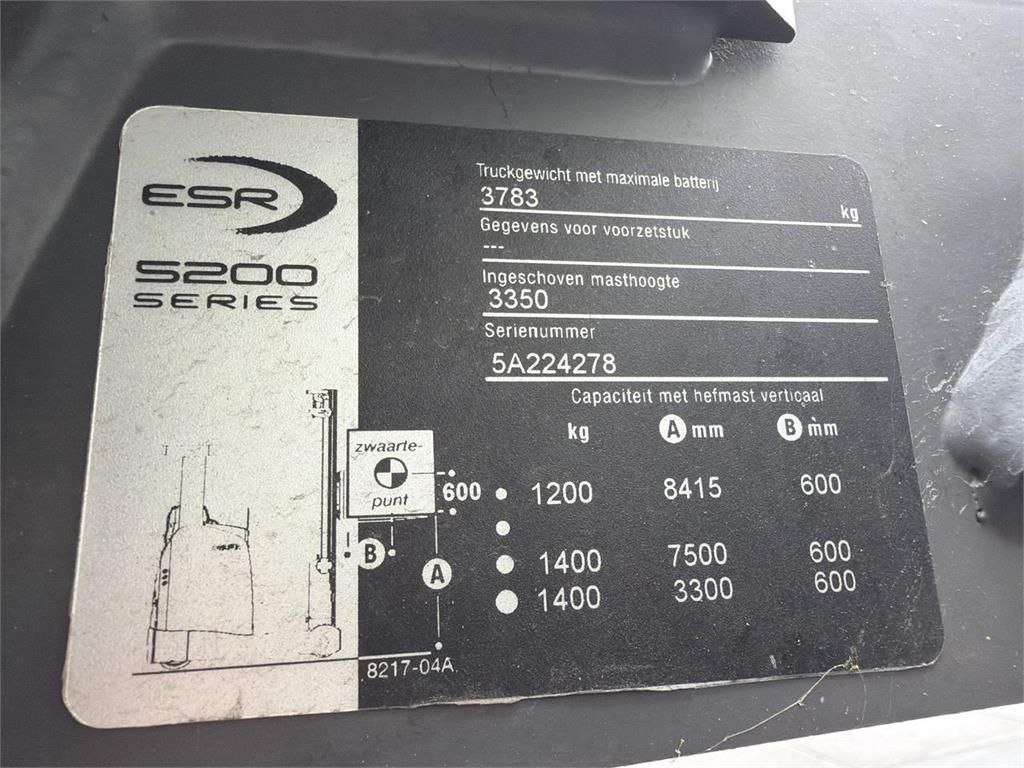 ESR
5200
SERIES
Truckgewicht met maximale batterij
3783 kg
Gegevens voor voorzetstuk
---
Ingeschoven masthoogte
3350
Serienummer
5A224278
Capaciteit met hefmast verticaal
kg A mm B mm
1200 8415 600
1400 7500 600
1400 3300 600
zwaarte-
punt
600
B
A
8217-04A